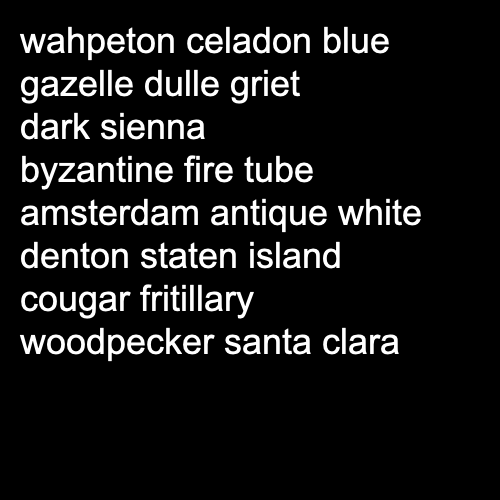 wahpeton celadon blue
gazelle dulle griet
dark sienna
byzantine fire tube
amsterdam antique white
denton staten island
cougar fritillary
woodpecker santa clara